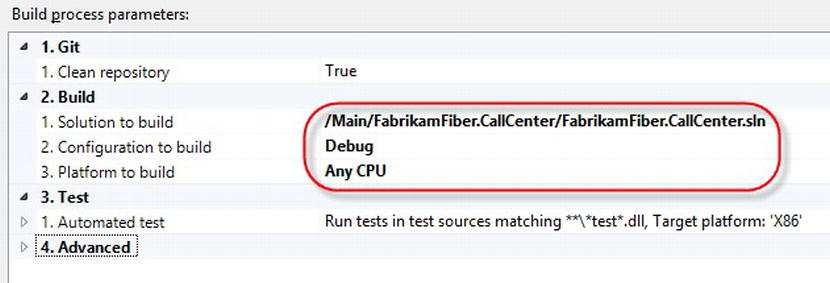 Build process parameters:
1. Git
1. Clean repository True
2. Build
1. Solution to build /Main/FabrikamFiber.CallCenter/FabrikamFiber.CallCenter.sln
2. Configuration to build Debug
3. Platform to build Any CPU
3. Test
1. Automated test Run tests in test sources matching **\*test*.dll, Target platform: 'X86'
4. Advanced